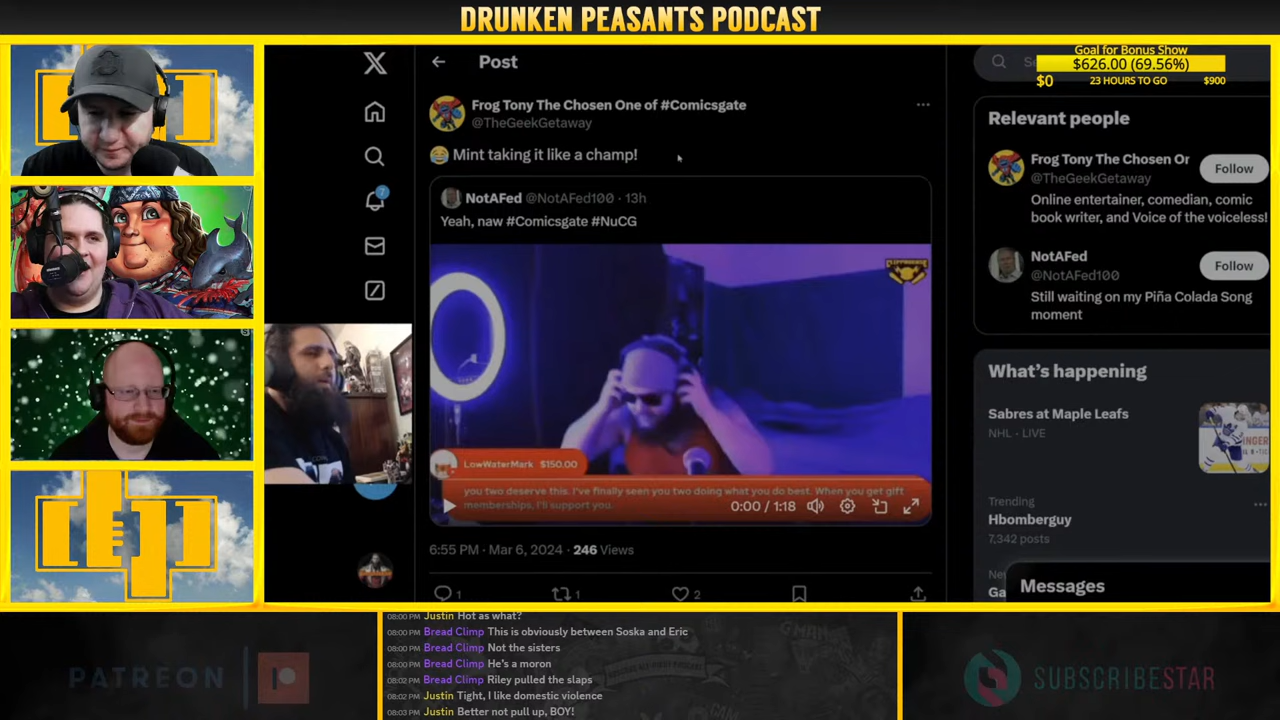 DRUNKEN PEASANTS PODCAST
Goal for Bonus Show
$626.00 (69.56%)
$0
23 HOURS TO GO
$900
Post
Frog Tony The Chosen One of #Comicsgate
@TheGeekGetaway
😂 Mint taking it like a champ!
NotAFed @NotAFed100 · 13h
Yeah, naw #Comicsgate #NuCG
LowWaterMark $150.00
you two deserve this. I've finally seen you two doing what you do best. When you get gift
memberships, I'll support you.
0:00 / 1:18
6:55 PM · Mar 6, 2024 · 246 Views
1
1
2
7
Relevant people
Frog Tony The Chosen Or
@TheGeekGetaway
Follow
Online entertainer, comedian, comic
book writer, and Voice of the voiceless!
NotAFed
@NotAFed100
Follow
Still waiting on my Piña Colada Song
moment
What's happening
Sabres at Maple Leafs
NHL · LIVE
Trending
Hbomberguy
7,342 posts
Messages
08:00 PM Justin Hot as what?
08:00 PM Bread Climp This is obviously between Soska and Eric
08:00 PM Bread Climp Not the sisters
08:00 PM Bread Climp He's a moron
08:02 PM Bread Climp Riley pulled the slaps
08:02 PM Justin Tight, I like domestic violence
08:03 PM Justin Better not pull up, BOY!
PATREON
SUBSCRIBESTAR